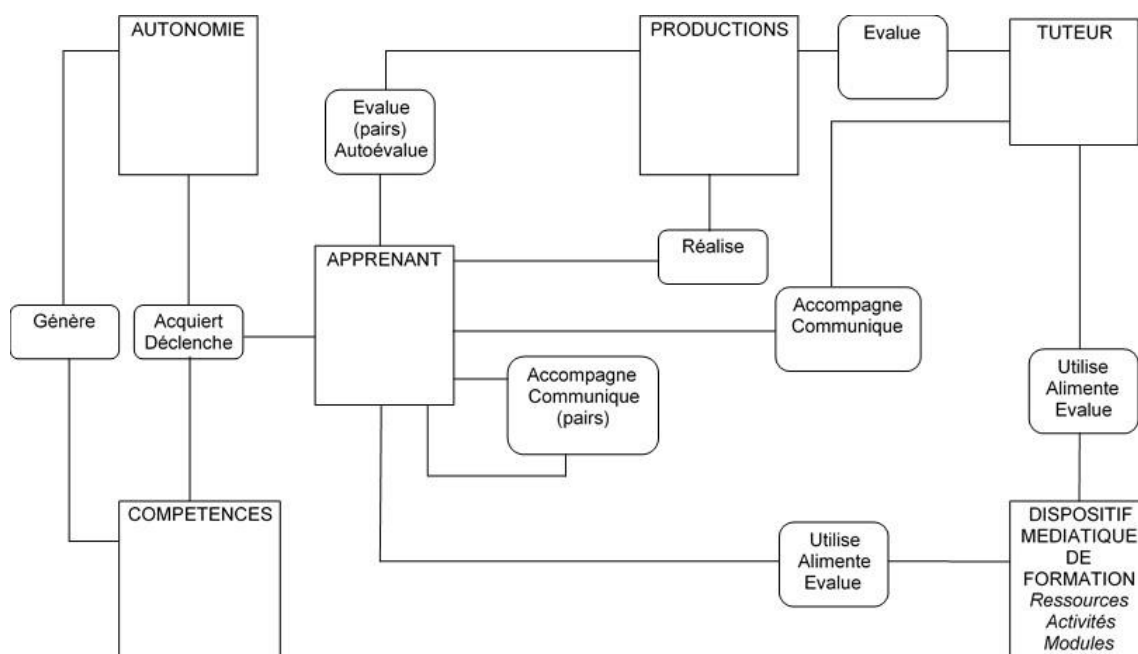 AUTONOMIE
PRODUCTIONS
Evalue
TUTEUR
Evalue
(pairs)
Autoévalue
Réalise
APPRENANT
Génère
Acquiert
Déclenche
Accompagne
Communique
Accompagne
Communique
(pairs)
Utilise
Alimente
Evalue
COMPETENCES
Utilise
Alimente
Evalue
DISPOSITIF
MEDIATIQUE
DE
FORMATION
Ressources
Activités
Modules